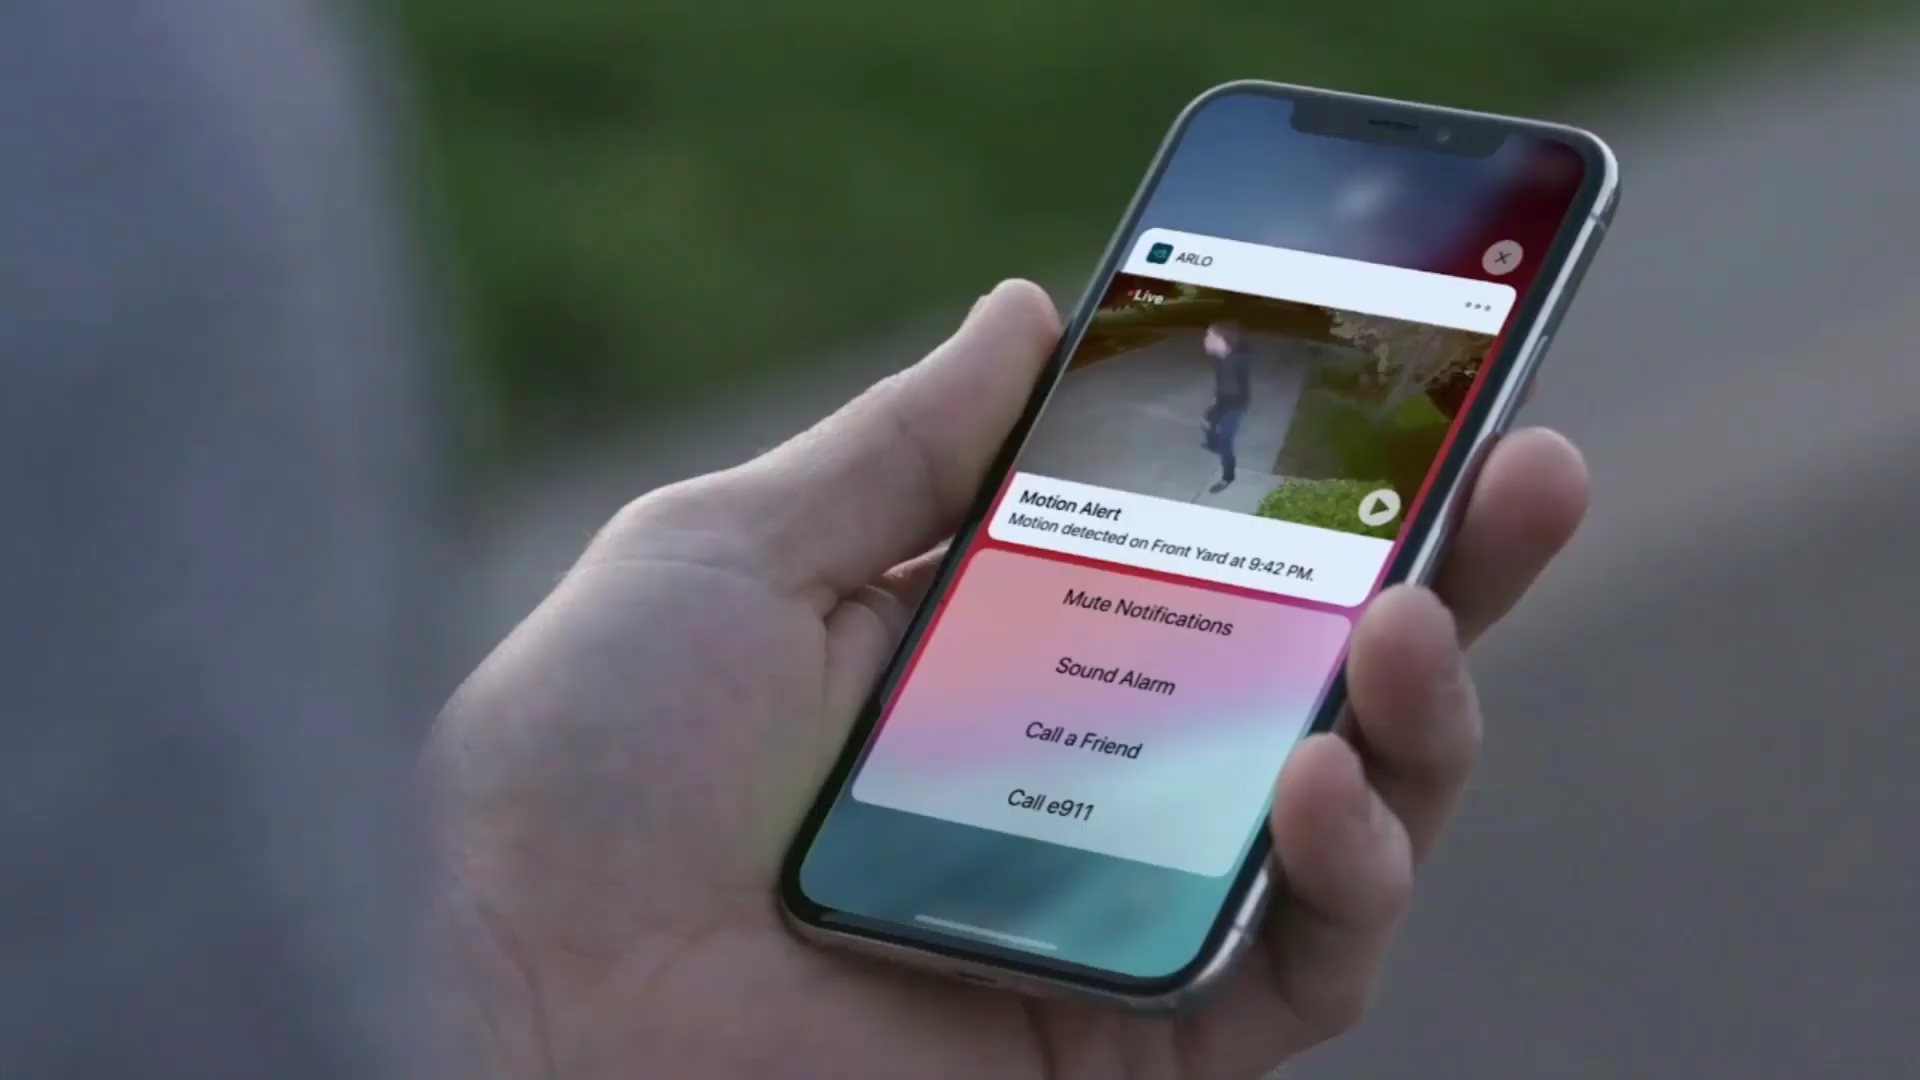 ARLO
Live
Motion Alert
Motion detected on Front Yard at 9:42 PM.
Mute Notifications
Sound Alarm
Call a Friend
Call e911